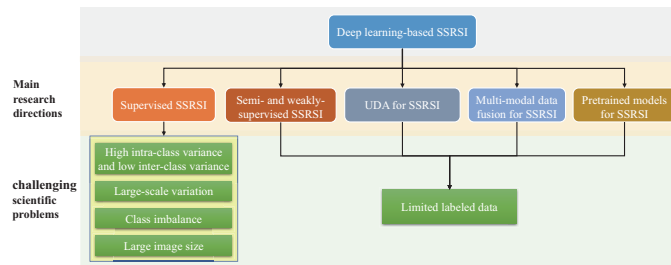 Deep learning-based SSRSI
Main
research
directions
Supervised SSRSI
Semi- and weakly-
supervised SSRSI
UDA for SSRSI
Multi-modal data
fusion for SSRSI
Pretrained models
for SSRSI
challenging
scientific
problems
High intra-class variance
and low inter-class variance
Large-scale variation
Class imbalance
Large image size
Limited labeled data